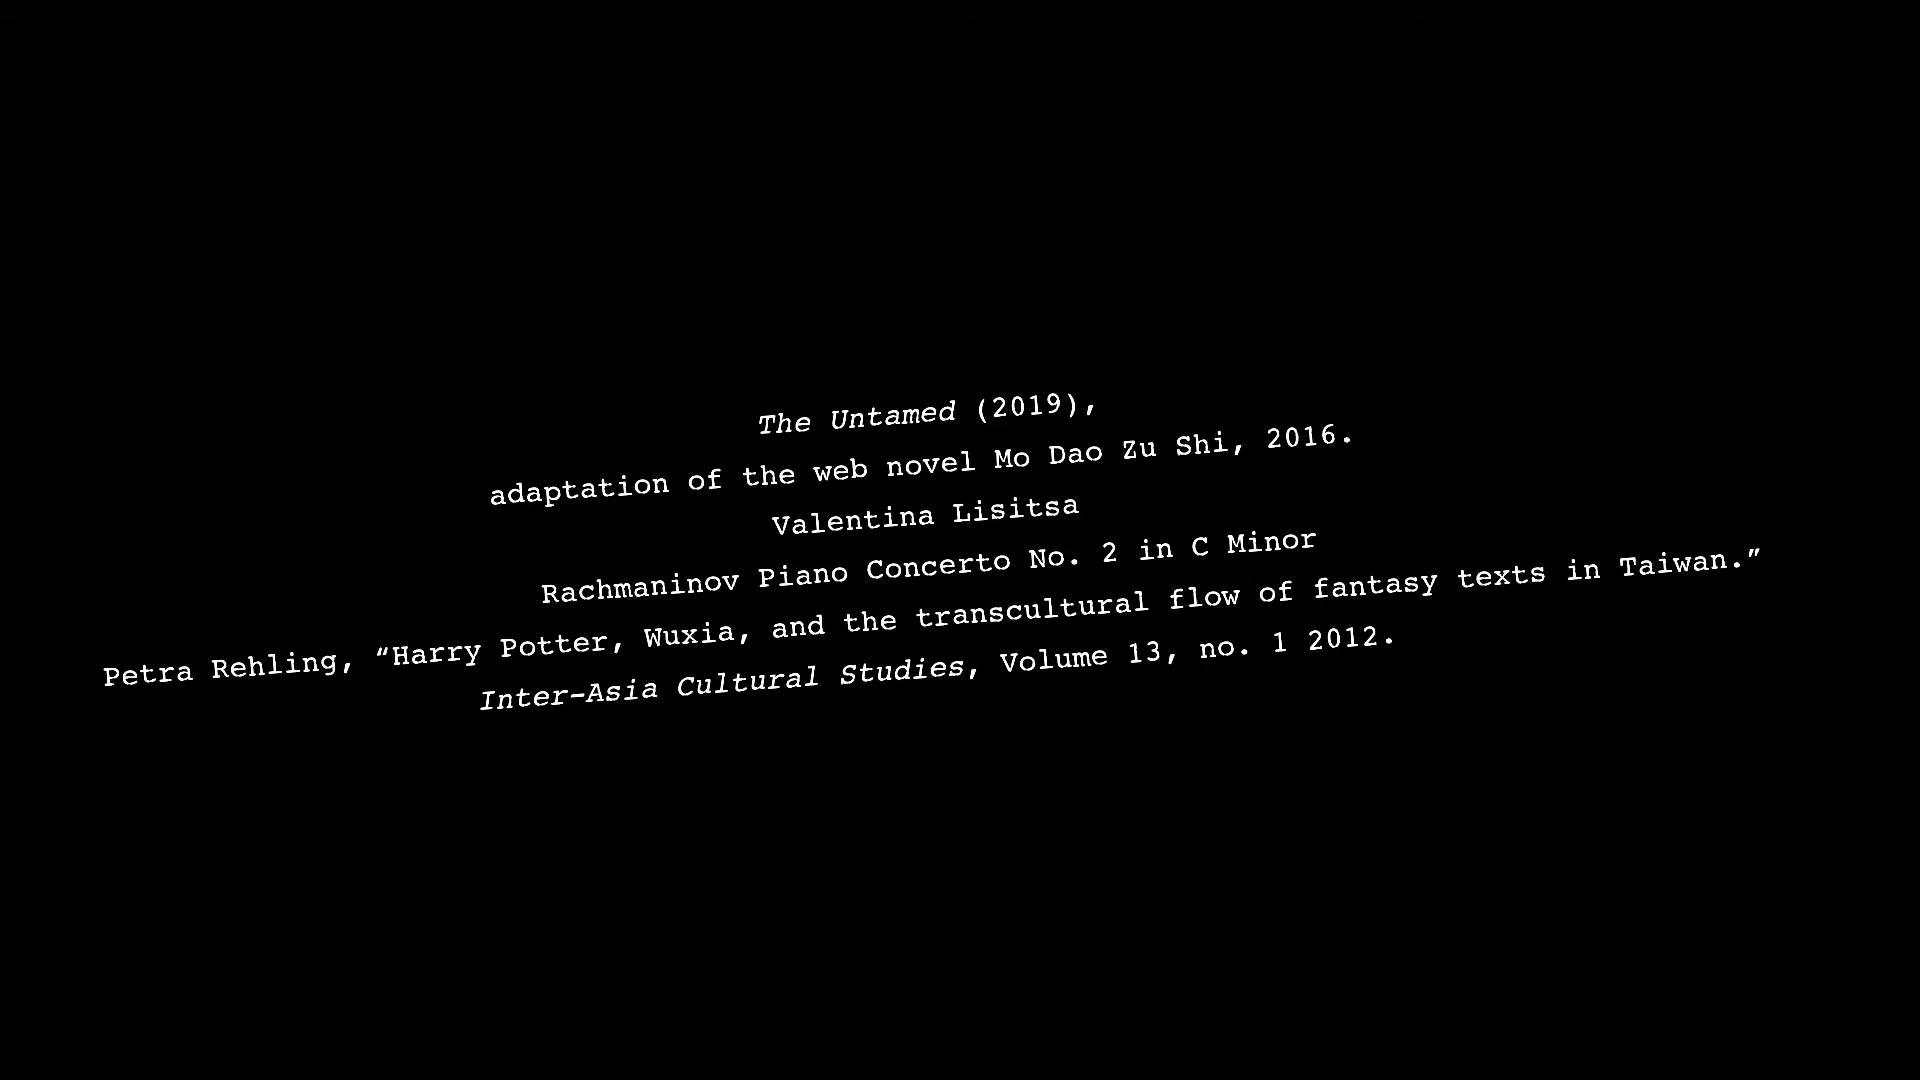 The Untamed (2019),
adaptation of the web novel Mo Dao Zu Shi, 2016.
Valentina Lisitsa
Rachmaninov Piano Concerto No. 2 in C Minor
Petra Rehling, “Harry Potter, Wuxia, and the transcultural flow of fantasy texts in Taiwan.”
Inter-Asia Cultural Studies, Volume 13, no. 1 2012.